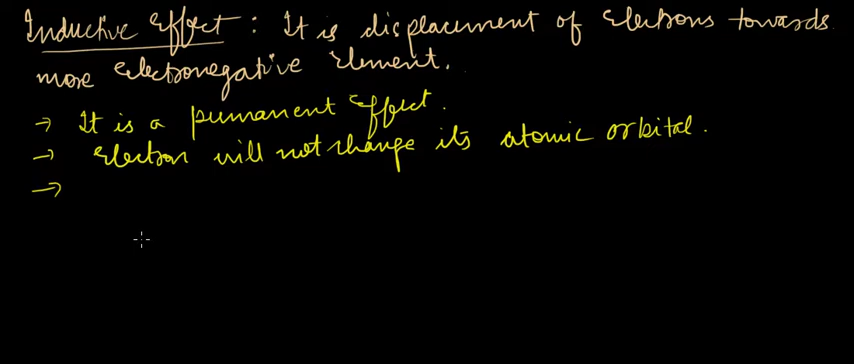 Inductive Effect : It is displacement of Electrons towards
more Electronegative Element.
→ It is a permanent Effect.
→ Electron will not change its atomic orbital.
→